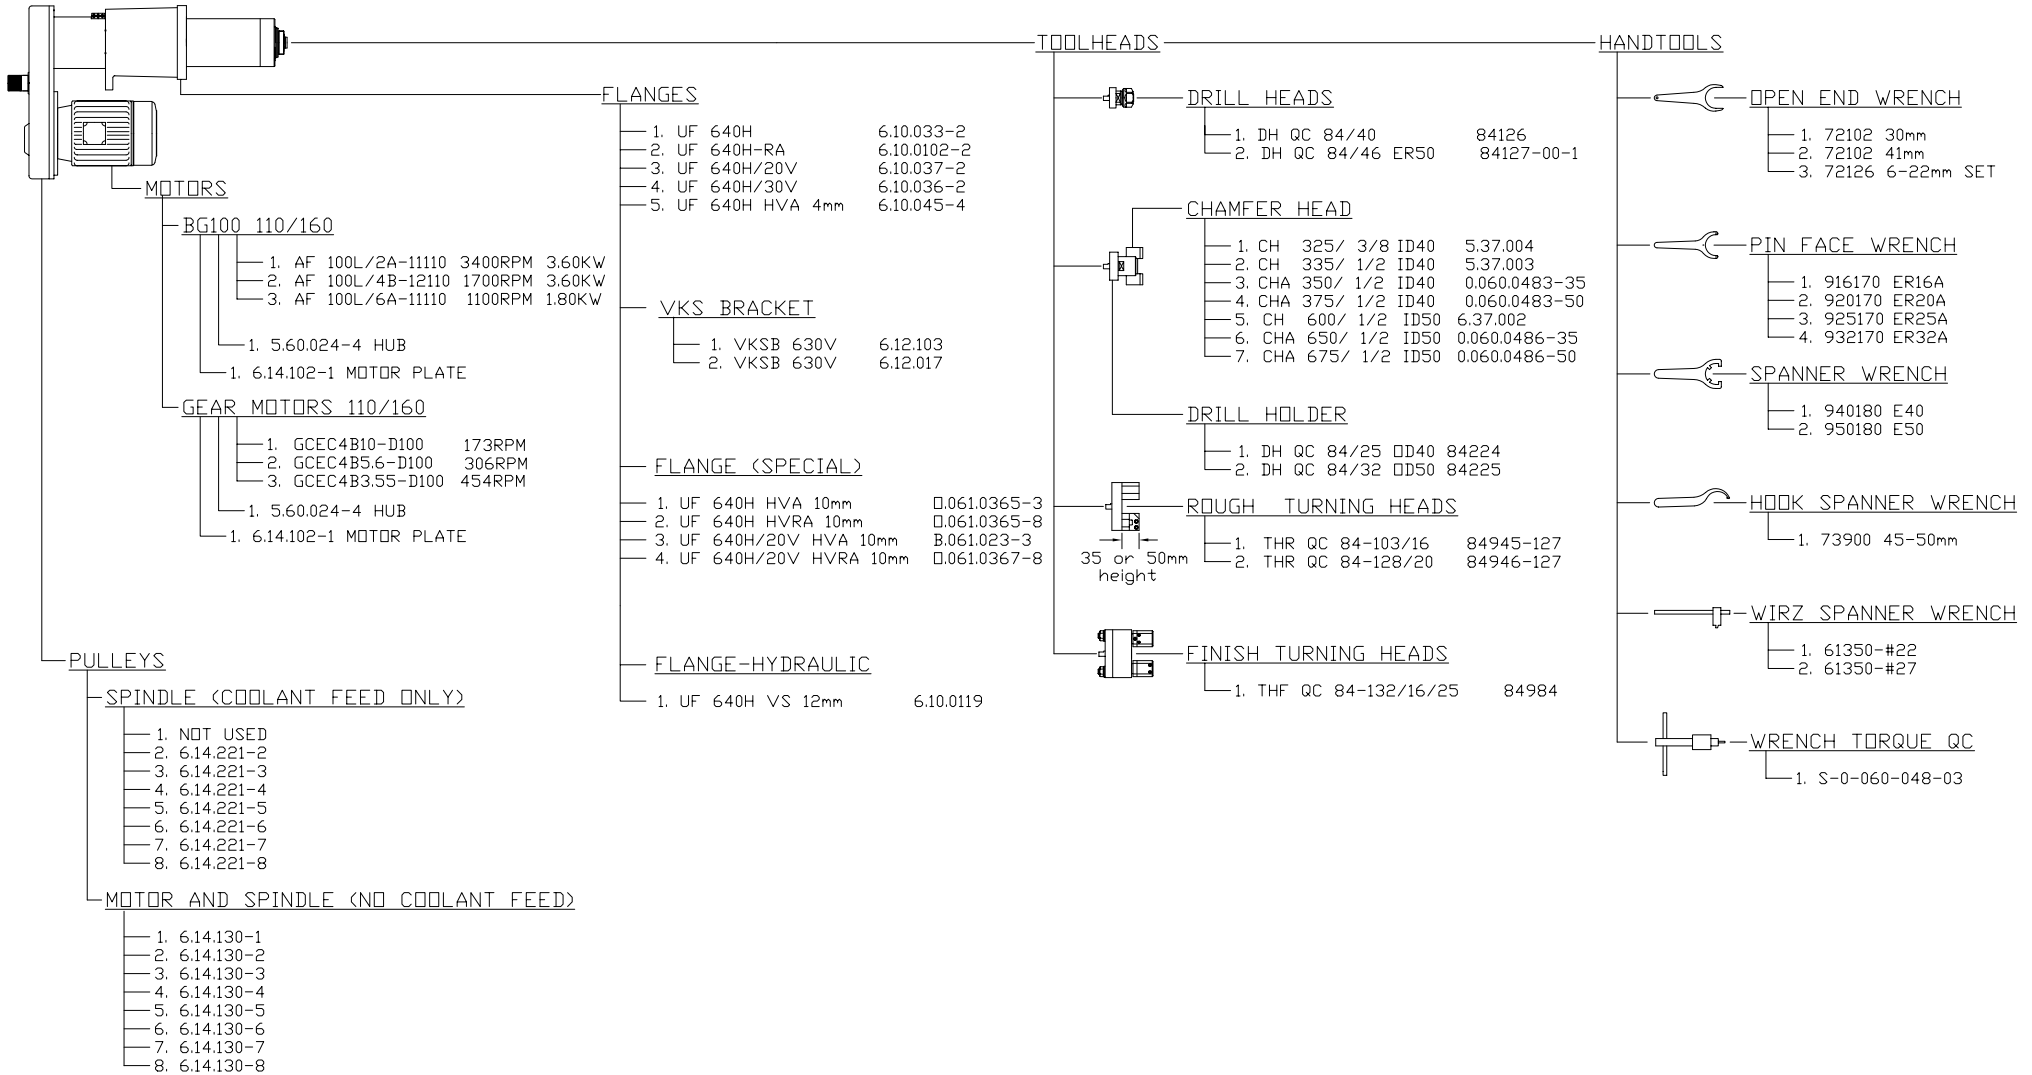 MOTORS
BG100 110/160
1. AF 100L/2A-11110 3400RPM 3.60KW
2. AF 100L/4B-12110 1700RPM 3.60KW
3. AF 100L/6A-11110 1100RPM 1.80KW
1. 5.60.024-4 HUB
1. 6.14.102-1 MOTOR PLATE
GEAR MOTORS 110/160
1. GCEC4B10-D100 173RPM
2. GCEC4B5.6-D100 306RPM
3. GCEC4B3.55-D100 454RPM
1. 5.60.024-4 HUB
1. 6.14.102-1 MOTOR PLATE
PULLEYS
SPINDLE (COOLANT FEED ONLY)
1. NOT USED
2. 6.14.221-2
3. 6.14.221-3
4. 6.14.221-4
5. 6.14.221-5
6. 6.14.221-6
7. 6.14.221-7
8. 6.14.221-8
MOTOR AND SPINDLE (NO COOLANT FEED)
1. 6.14.130-1
2. 6.14.130-2
3. 6.14.130-3
4. 6.14.130-4
5. 6.14.130-5
6. 6.14.130-6
7. 6.14.130-7
8. 6.14.130-8
FLANGES
1. UF 640H 6.10.033-2
2. UF 640H-RA 6.10.0102-2
3. UF 640H/20V 6.10.037-2
4. UF 640H/30V 6.10.036-2
5. UF 640H HVA 4mm 6.10.045-4
VKS BRACKET
1. VKSB 630V 6.12.103
2. VKSB 630V 6.12.017
FLANGE (SPECIAL)
1. UF 640H HVA 10mm O.061.0365-3
2. UF 640H HVRA 10mm O.061.0365-8
3. UF 640H/20V HVA 10mm B.061.023-3
4. UF 640H/20V HVRA 10mm O.061.0367-8
FLANGE-HYDRAULIC
1. UF 640H VS 12mm 6.10.0119
TOOLHEADS
DRILL HEADS
1. DH QC 84/40 84126
2. DH QC 84/46 ER50 84127-00-1
CHAMFER HEAD
1. CH 325/ 3/8 ID40 5.37.004
2. CH 335/ 1/2 ID40 5.37.003
3. CHA 350/ 1/2 ID40 0.060.0483-35
4. CHA 375/ 1/2 ID40 0.060.0483-50
5. CH 600/ 1/2 ID50 6.37.002
6. CHA 650/ 1/2 ID50 0.060.0486-35
7. CHA 675/ 1/2 ID50 0.060.0486-50
DRILL HOLDER
1. DH QC 84/25 OD40 84224
2. DH QC 84/32 OD50 84225
ROUGH TURNING HEADS
1. THR QC 84-103/16 84945-127
2. THR QC 84-128/20 84946-127
35 or 50mm
height
FINISH TURNING HEADS
1. THF QC 84-132/16/25 84984
HANDTOOLS
OPEN END WRENCH
1. 72102 30mm
2. 72102 41mm
3. 72126 6-22mm SET
PIN FACE WRENCH
1. 916170 ER16A
2. 920170 ER20A
3. 925170 ER25A
4. 932170 ER32A
SPANNER WRENCH
1. 940180 E40
2. 950180 E50
HOOK SPANNER WRENCH
1. 73900 45-50mm
WIRZ SPANNER WRENCH
1. 61350-#22
2. 61350-#27
WRENCH TORQUE QC
1. S-0-060-048-03